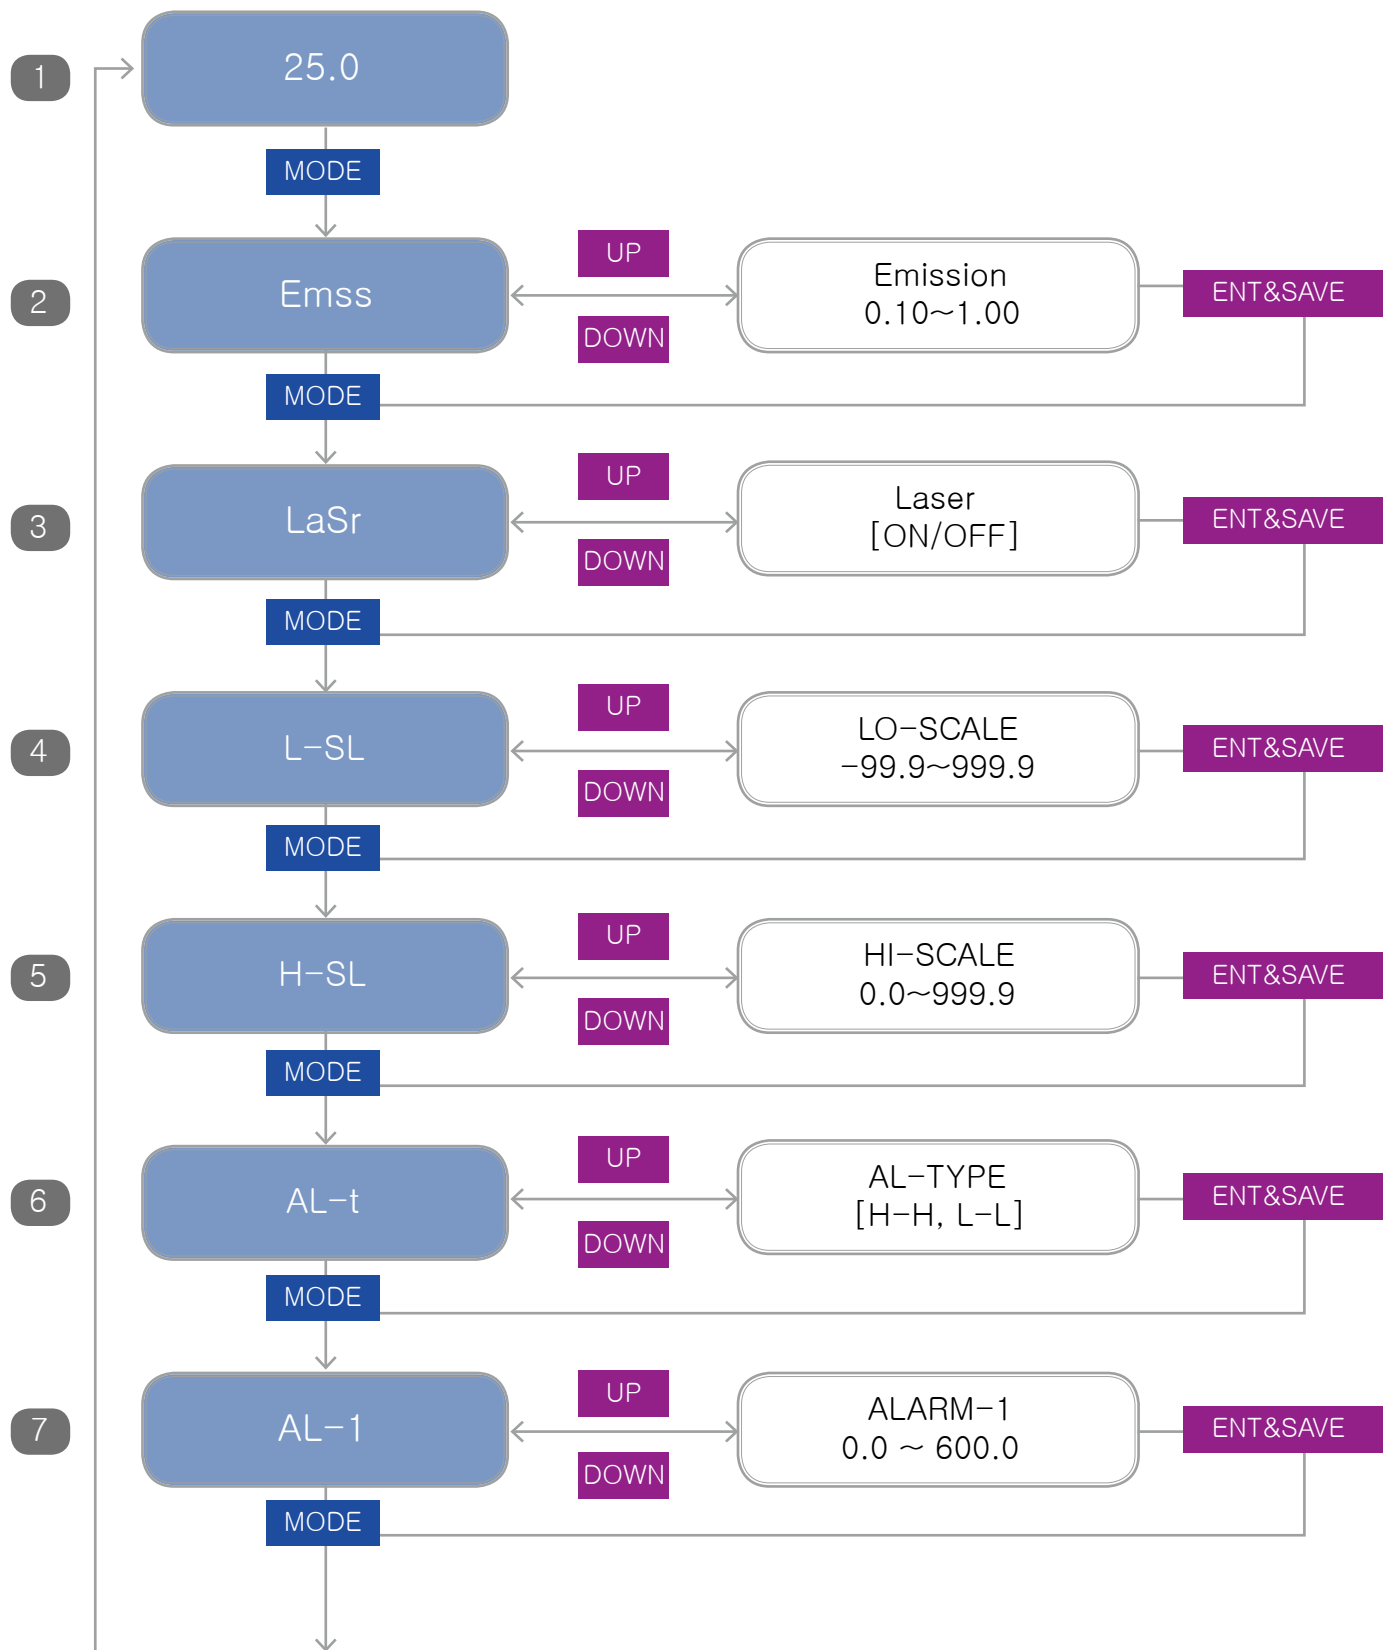 1
25.0
MODE
2
Emss
UP
DOWN
Emission
0.10~1.00
ENT&SAVE
MODE
3
LaSr
UP
DOWN
Laser
[ON/OFF]
ENT&SAVE
MODE
4
L-SL
UP
DOWN
LO-SCALE
-99.9~999.9
ENT&SAVE
MODE
5
H-SL
UP
DOWN
HI-SCALE
0.0~999.9
ENT&SAVE
MODE
6
AL-t
UP
DOWN
AL-TYPE
[H-H, L-L]
ENT&SAVE
MODE
7
AL-1
UP
DOWN
ALARM-1
0.0 ~ 600.0
ENT&SAVE
MODE